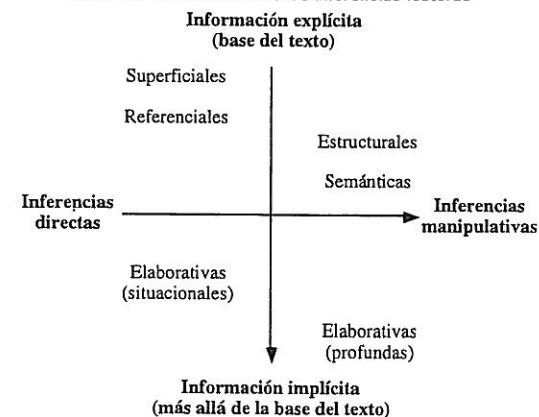 Información explícita
(base del texto)
Superficiales
Referenciales
Estructurales
Semánticas
Inferencias
directas
Inferencias
manipulativas
Elaborativas
(situacionales)
Elaborativas
(profundas)
Información implícita
(más allá de la base del texto)